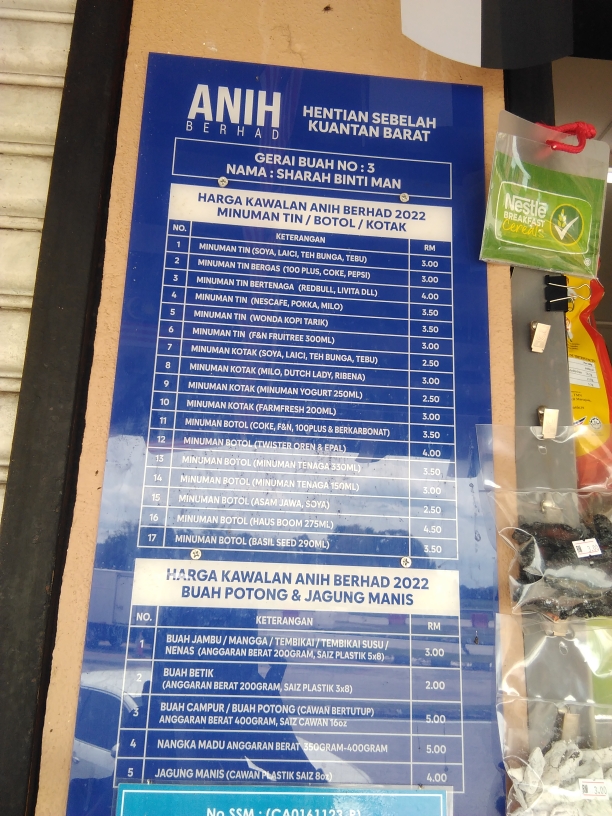 ANIH
BERHAD
HENTIAN SEBELAH
KUANTAN BARAT
GERAI BUAH NO : 3
NAMA : SHARAH BINTI MAN
HARGA KAWALAN ANIH BERHAD 2022
MINUMAN TIN / BOTOL / KOTAK
NO. KETERANGAN RM
1 MINUMAN TIN (SOYA, LAICI, TEH BUNGA, TEBU) 3.00
2 MINUMAN TIN BERGAS (100 PLUS, COKE, PEPSI) 3.00
3 MINUMAN TIN BERTENAGA (REDBULL, LIVITA DLL) 4.00
4 MINUMAN TIN (NESCAFE, POKKA, MILO) 3.50
5 MINUMAN TIN (WONDA KOPI TARIK) 3.50
6 MINUMAN TIN (F&N FRUITREE 300ML) 3.00
7 MINUMAN KOTAK (SOYA, LAICI, TEH BUNGA, TEBU) 2.50
8 MINUMAN KOTAK (MILO, DUTCH LADY, RIBENA) 3.00
9 MINUMAN KOTAK (MINUMAN YOGURT 250ML) 2.50
10 MINUMAN KOTAK (FARMFRESH 200ML) 3.00
11 MINUMAN BOTOL (COKE, F&N, 100PLUS & BERKARBONAT) 3.50
12 MINUMAN BOTOL (TWISTER OREN & EPAL) 4.00
13 MINUMAN BOTOL (MINUMAN TENAGA 330ML) 3.50
14 MINUMAN BOTOL (MINUMAN TENAGA 150ML) 3.00
15 MINUMAN BOTOL (ASAM JAWA, SOYA) 2.50
16 MINUMAN BOTOL (HAUS BOOM 275ML) 4.50
17 MINUMAN BOTOL (BASIL SEED 290ML) 3.50
HARGA KAWALAN ANIH BERHAD 2022
BUAH POTONG & JAGUNG MANIS
NO. KETERANGAN RM
1 BUAH JAMBU / MANGGA / TEMBIKAI / TEMBIKAI SUSU /
NENAS (ANGGARAN BERAT 200GRAM, SAIZ PLASTIK 5x8) 3.00
2 BUAH BETIK
(ANGGARAN BERAT 200GRAM, SAIZ PLASTIK 3x8) 2.00
3 BUAH CAMPUR / BUAH POTONG (CAWAN BERTUTUP)
ANGGARAN BERAT 400GRAM, SAIZ CAWAN 16oz 5.00
4 NANGKA MADU ANGGARAN BERAT 350GRAM-400GRAM 5.00
5 JAGUNG MANIS (CAWAN PLASTIK SAIZ 8oz) 4.00
No SSM : (CA0161123-P)
Nestlé
BREAKFAST
Cereals